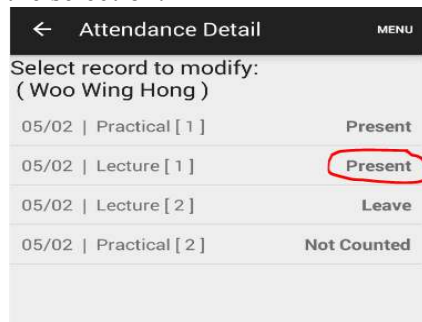 ← Attendance Detail MENU
Select record to modify:
( Woo Wing Hong )
05/02 | Practical [ 1 ] Present
05/02 | Lecture [ 1 ] Present
05/02 | Lecture [ 2 ] Leave
05/02 | Practical [ 2 ] Not Counted